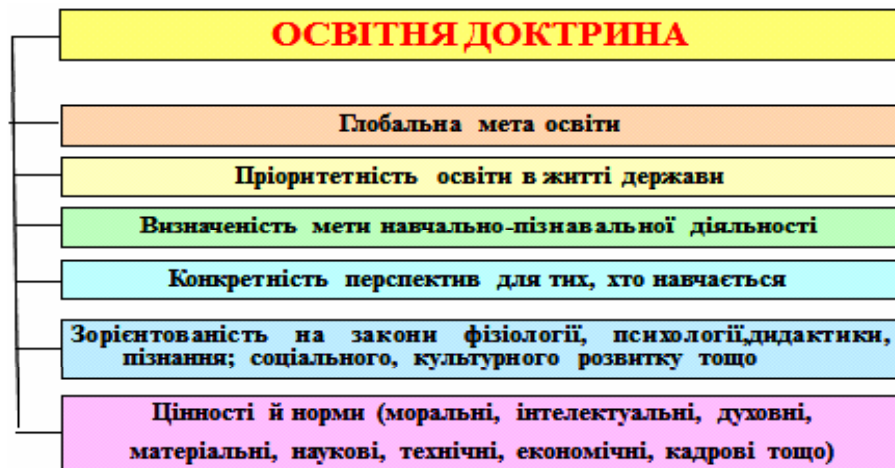 ОСВІТНЯ ДОКТРИНА
Глобальна мета освіти
Пріоритетність освіти в житті держави
Визначеність мети навчально-пізнавальної діяльності
Конкретність перспектив для тих, хто навчається
Зорієнтованість на закони фізіології, психології,дидактики,
пізнання; соціального, культурного розвитку тощо
Цінності й норми (моральні, інтелектуальні, духовні,
матеріальні, наукові, технічні, економічні, кадрові тощо)